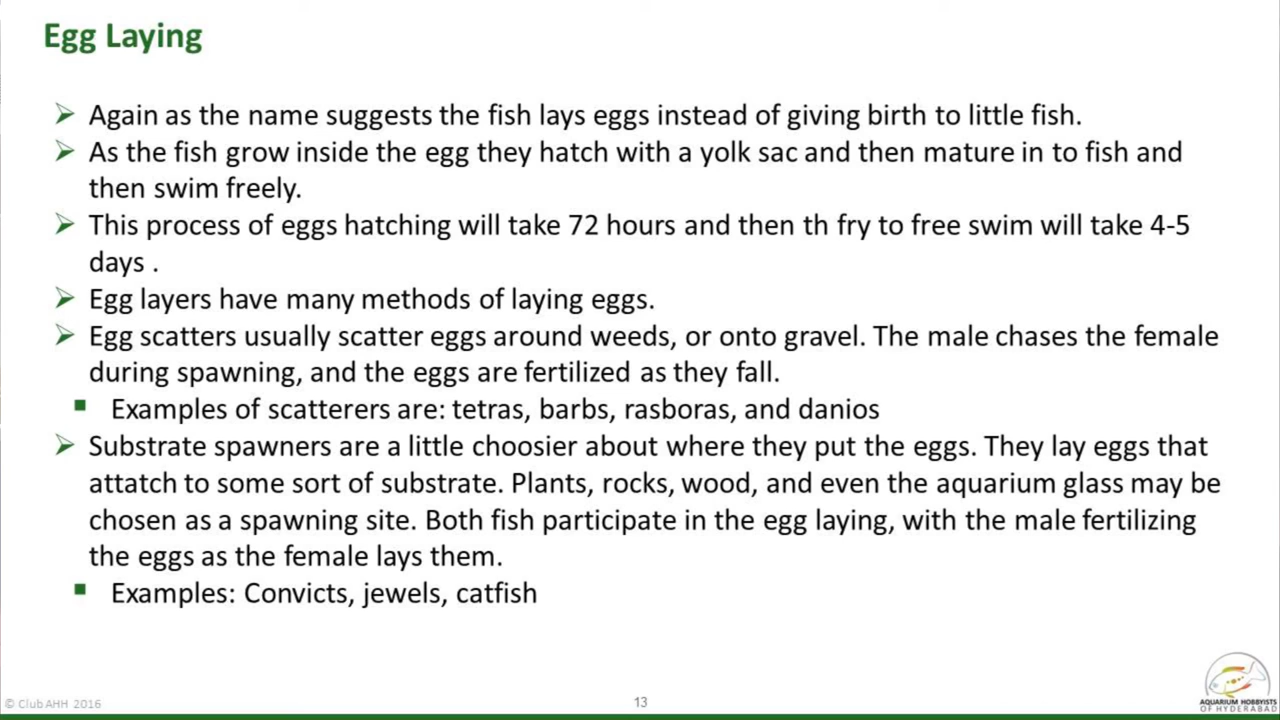 Egg Laying
➢ Again as the name suggests the fish lays eggs instead of giving birth to little fish.
➢ As the fish grow inside the egg they hatch with a yolk sac and then mature in to fish and
then swim freely.
➢ This process of eggs hatching will take 72 hours and then th fry to free swim will take 4-5
days .
➢ Egg layers have many methods of laying eggs.
➢ Egg scatters usually scatter eggs around weeds, or onto gravel. The male chases the female
during spawning, and the eggs are fertilized as they fall.
▪ Examples of scatterers are: tetras, barbs, rasboras, and danios
➢ Substrate spawners are a little choosier about where they put the eggs. They lay eggs that
attatch to some sort of substrate. Plants, rocks, wood, and even the aquarium glass may be
chosen as a spawning site. Both fish participate in the egg laying, with the male fertilizing
the eggs as the female lays them.
▪ Examples: Convicts, jewels, catfish
© Club AHH 2016
13
AQUARIUM HOBBYISTS
OF HYDERABAD